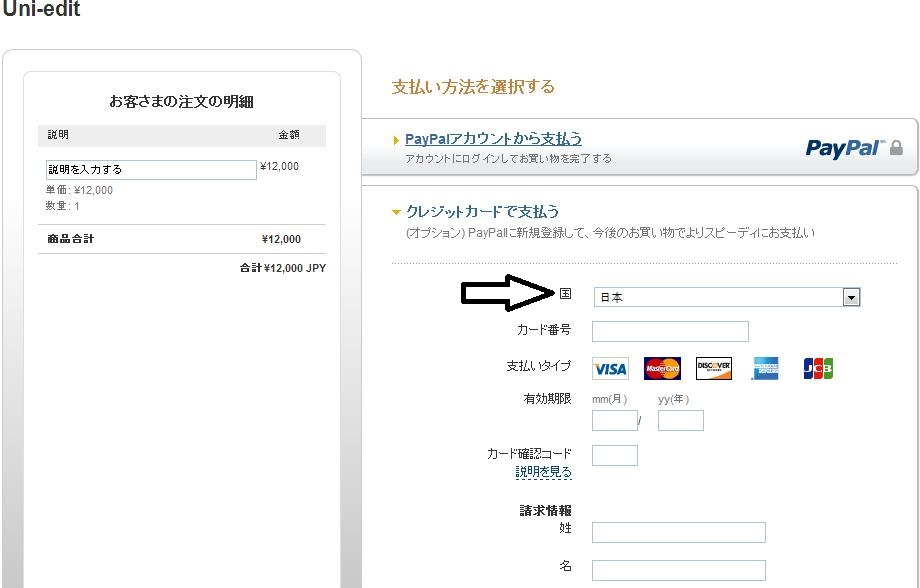 Uni-edit
お客さまの注文の明細
説明 金額
説明を入力する ¥12,000
単価: ¥12,000
数量: 1
商品合計 ¥12,000
合計 ¥12,000 JPY
支払い方法を選択する
PayPalアカウントから支払う
アカウントにログインしてお買い物を完了する
PayPal
クレジットカードで支払う
(オプション) PayPalに新規登録して、今後のお買い物でよりスピーディにお支払い
国 日本
カード番号
支払いタイプ VISA MasterCard DISCOVER AMERICAN EXPRESS JCB
有効期限 mm(月) yy(年)
/
カード確認コード
説明を見る
請求情報
姓
名